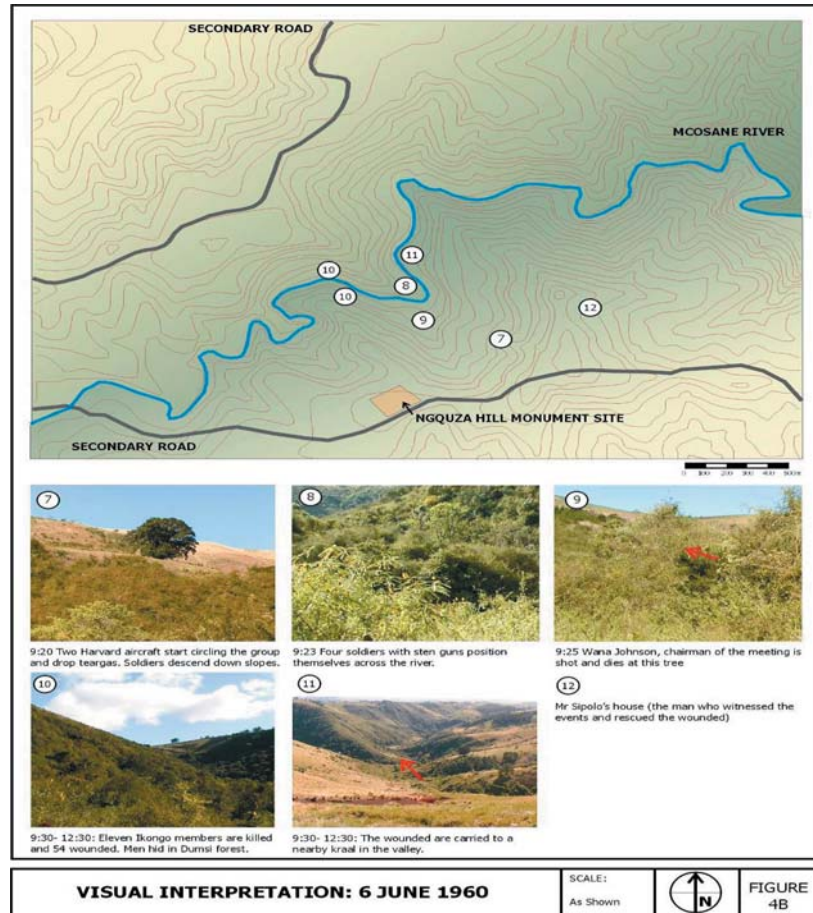 SECONDARY ROAD
MCOSANE RIVER
11
10
8
10
12
9
7
NGQUZA HILL MONUMENT SITE
SECONDARY ROAD
0 100 200 300 400 500m
7
8
9
9:20 Two Harvard aircraft start circling the group
and drop teargas. Soldiers descend down slopes.
9:23 Four soldiers with sten guns position
themselves across the river.
9:25 Wana Johnson, chairman of the meeting is
shot and dies at this tree
10
11
12
Mr Sipolo's house (the man who witnessed the
events and rescued the wounded)
9:30- 12:30: Eleven Ikongo members are killed
and 54 wounded. Men hid in Dumsi forest.
9:30- 12:30: The wounded are carried to a
nearby kraal in the valley.
VISUAL INTERPRETATION: 6 JUNE 1960
SCALE:
As Shown
N
FIGURE
4B